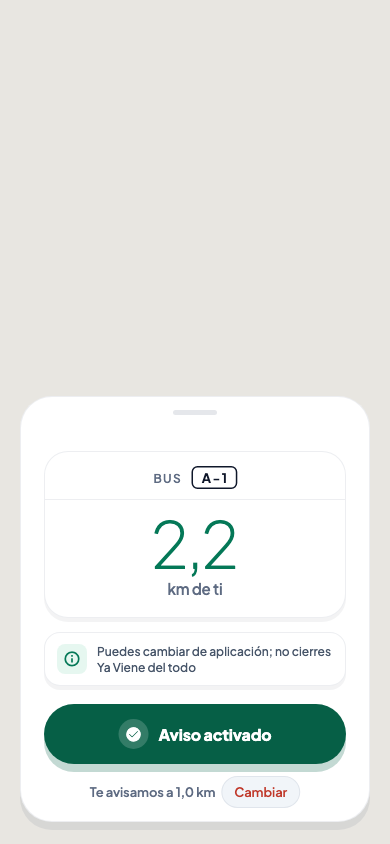 BUS A-1
2,2
km de ti
Puedes cambiar de aplicación; no cierres
Ya Viene del todo
Aviso activado
Te avisamos a 1,0 km Cambiar